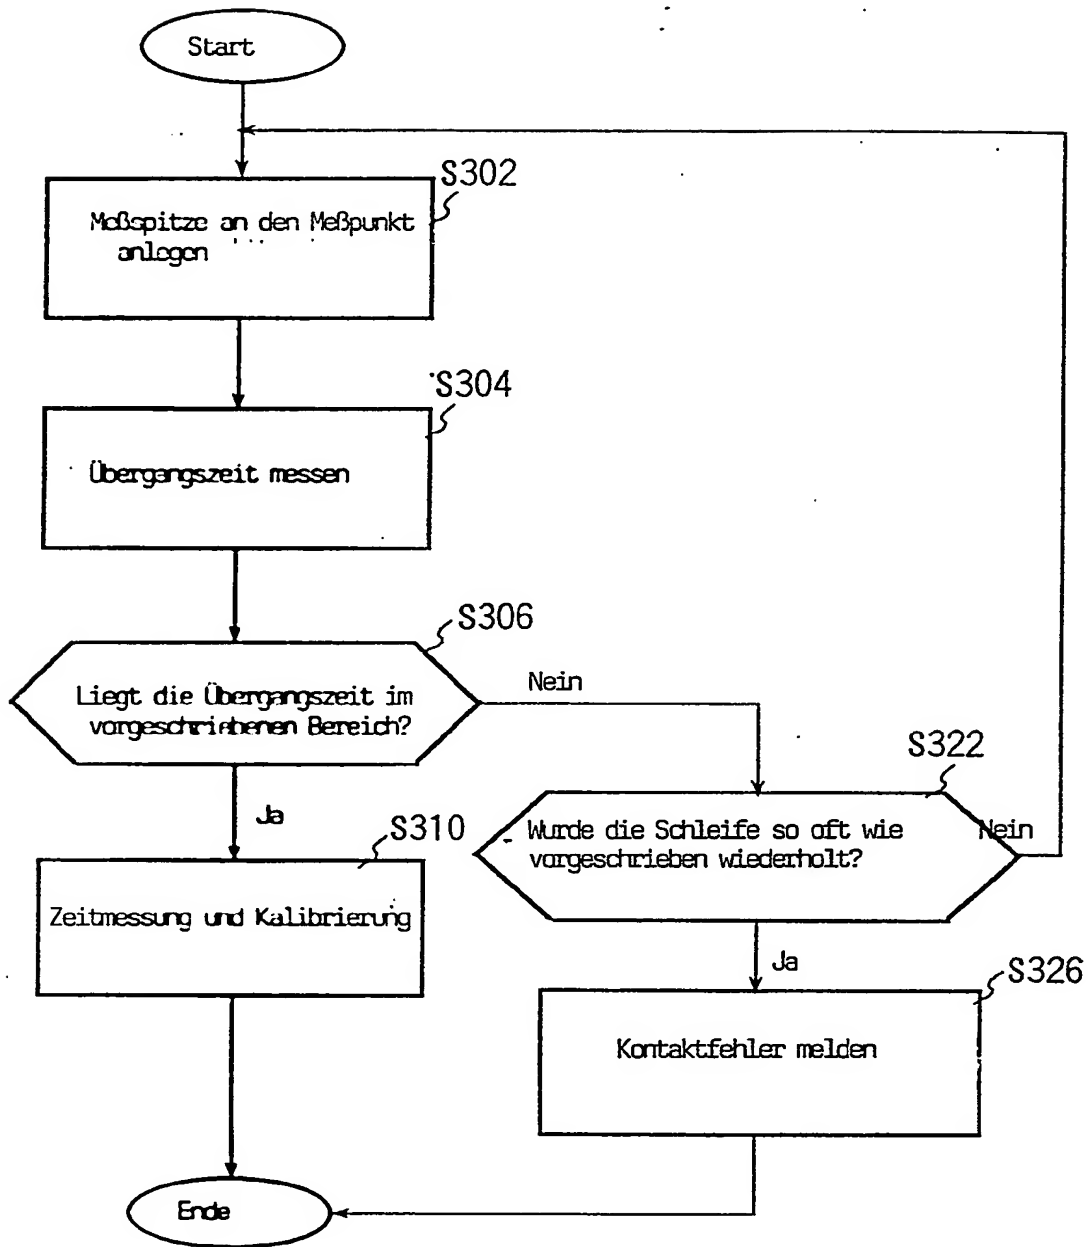 Start
S302
Meßspitze an den Meßpunkt
anlegen
S304
Übergangszeit messen
S306
Liegt die Übergangszeit im
vorgeschriebenen Bereich?
Nein
S322
Ja
Wurde die Schleife so oft wie
vorgeschrieben wiederholt?
Nein
S310
Zeitmessung und Kalibrierung
Ja
S326
Kontaktfehler melden
Ende